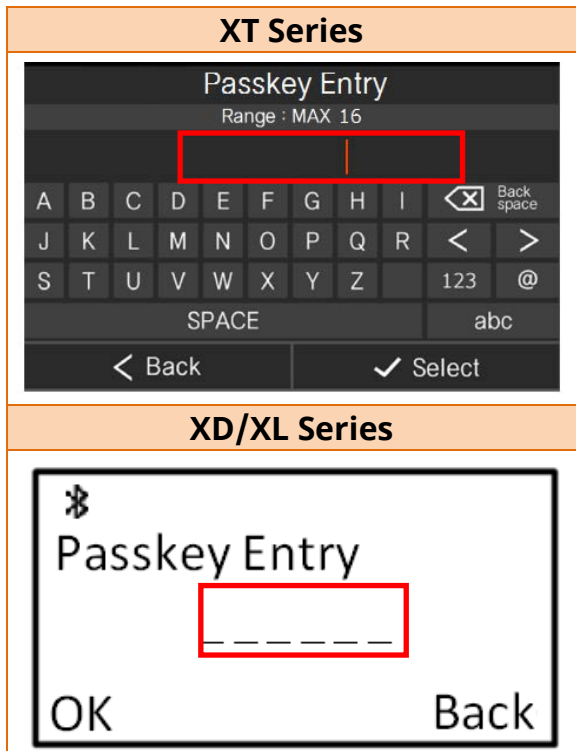 XT Series
Passkey Entry
Range : MAX 16
A B C D E F G H I Back space
J K L M N O P Q R < >
S T U V W X Y Z 123 @
SPACE abc
< Back ✓ Select
XD/XL Series
Passkey Entry
_ _ _ _ _ _
OK Back